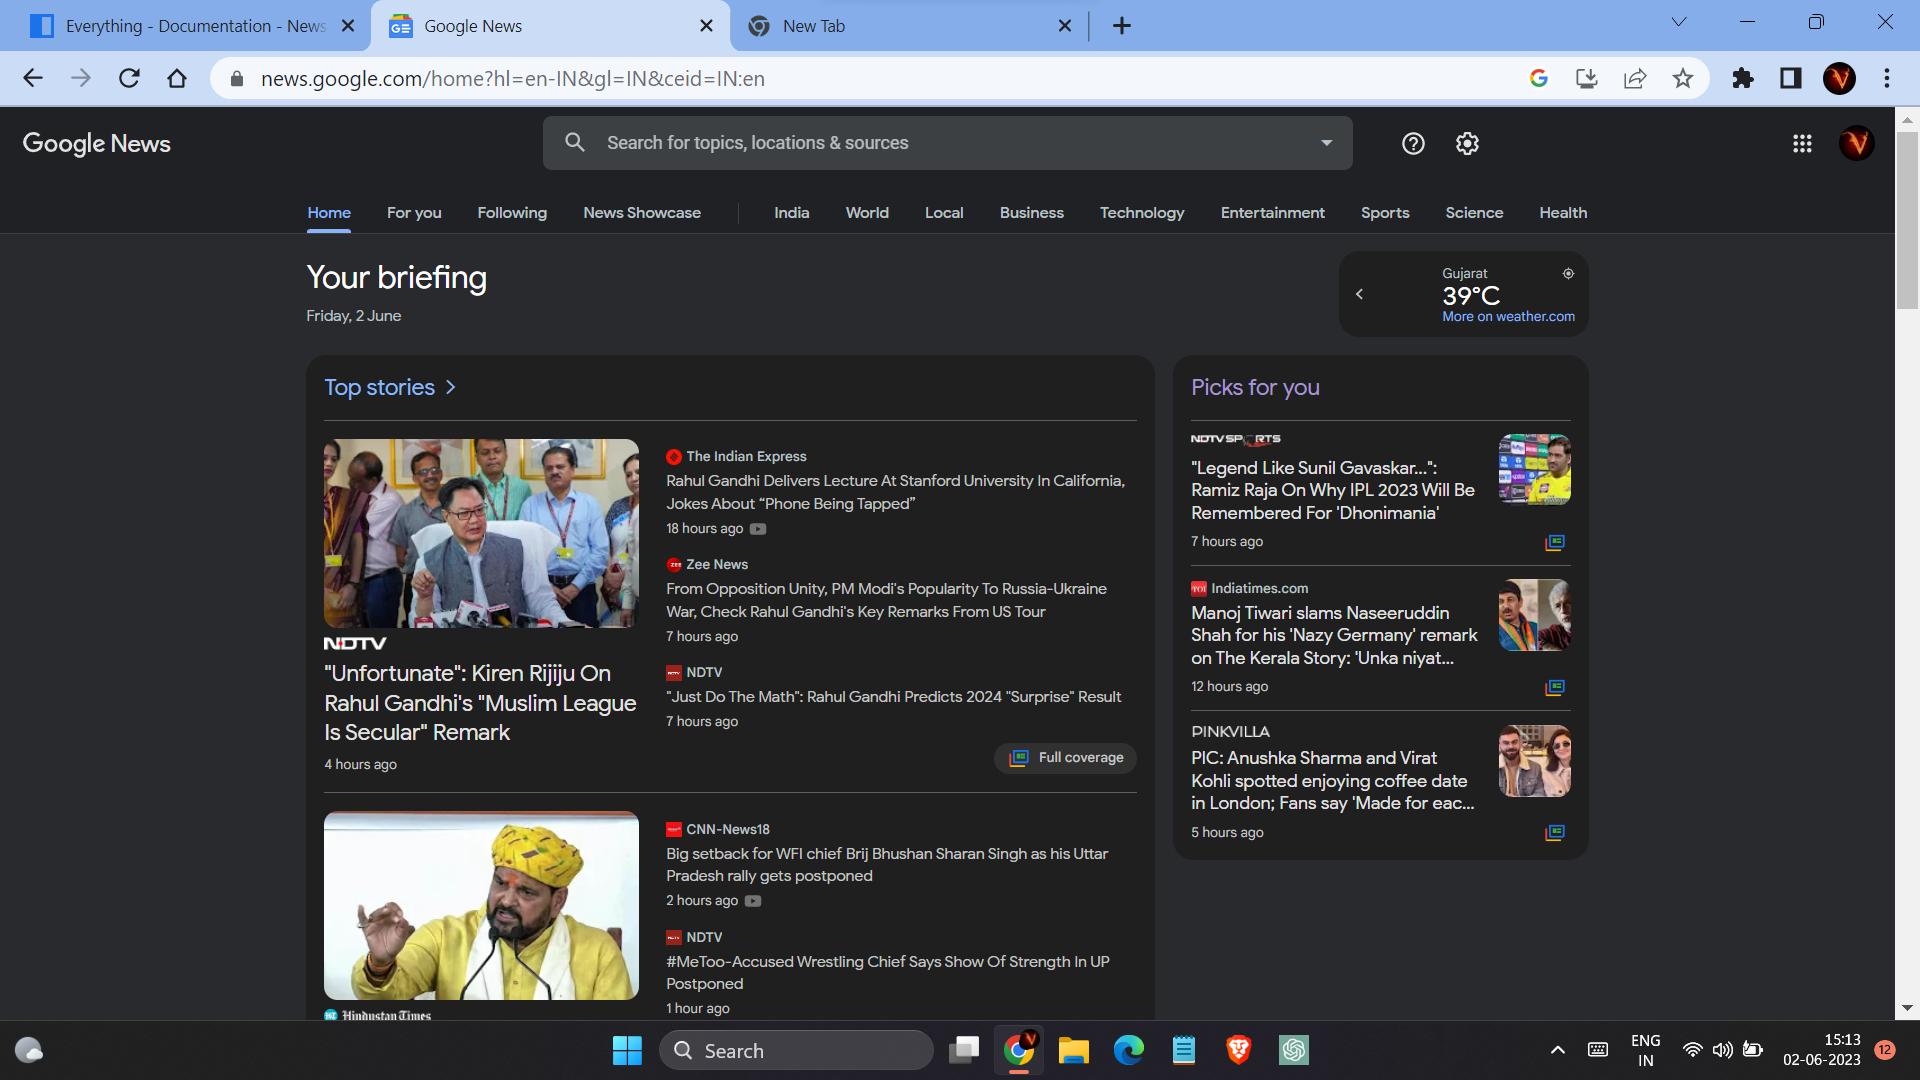 Everything - Documentation - News
Google News
New Tab
news.google.com/home?hl=en-IN&gl=IN&ceid=IN:en
Google News
Search for topics, locations & sources
Home
For you
Following
News Showcase
India
World
Local
Business
Technology
Entertainment
Sports
Science
Health
Your briefing
Friday, 2 June
Gujarat
39°C
More on weather.com
Top stories
NDTV
"Unfortunate": Kiren Rijiju On
Rahul Gandhi's "Muslim League
Is Secular" Remark
4 hours ago
The Indian Express
Rahul Gandhi Delivers Lecture At Stanford University In California,
Jokes About “Phone Being Tapped”
18 hours ago
Zee News
From Opposition Unity, PM Modi's Popularity To Russia-Ukraine
War, Check Rahul Gandhi's Key Remarks From US Tour
7 hours ago
NDTV
"Just Do The Math": Rahul Gandhi Predicts 2024 "Surprise" Result
7 hours ago
Full coverage
Hindustan Times
CNN-News18
Big setback for WFI chief Brij Bhushan Sharan Singh as his Uttar
Pradesh rally gets postponed
2 hours ago
NDTV
#MeToo-Accused Wrestling Chief Says Show Of Strength In UP
Postponed
1 hour ago
Picks for you
NDTV SPORTS
"Legend Like Sunil Gavaskar...":
Ramiz Raja On Why IPL 2023 Will Be
Remembered For 'Dhonimania'
7 hours ago
TOI Indiatimes.com
Manoj Tiwari slams Naseeruddin
Shah for his 'Nazy Germany' remark
on The Kerala Story: 'Unka niyat...
12 hours ago
PINKVILLA
PIC: Anushka Sharma and Virat
Kohli spotted enjoying coffee date
in London; Fans say 'Made for eac...
5 hours ago
Search
ENG
IN
15:13
02-06-2023
12